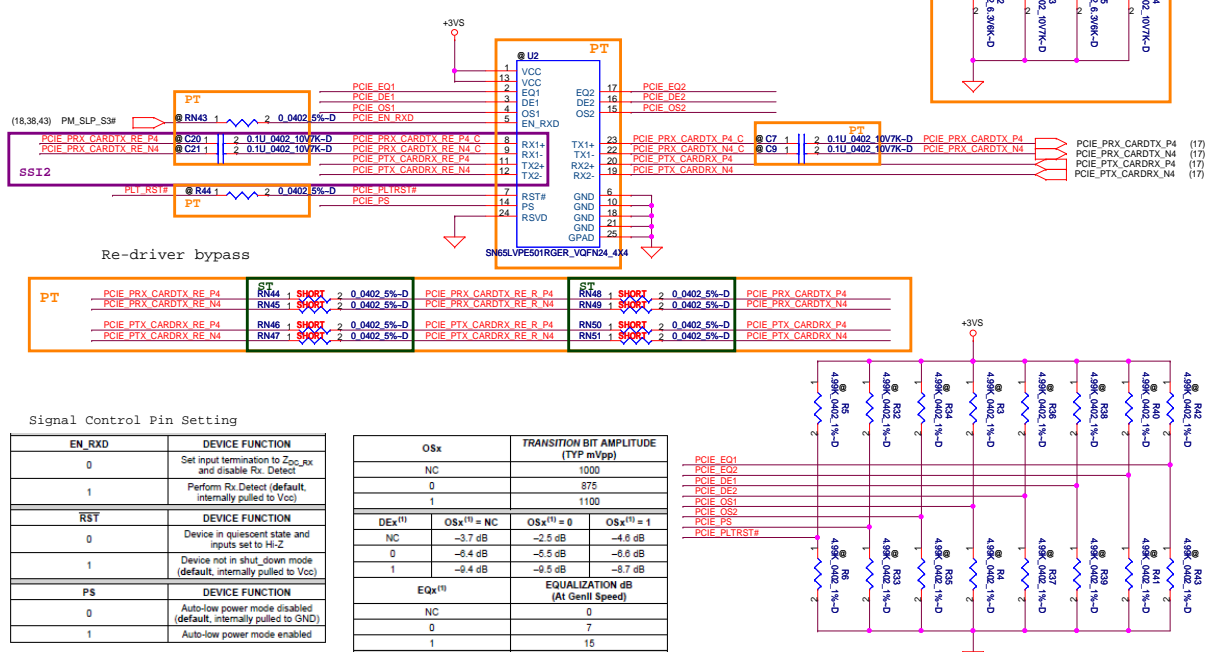 +3VS
PT
@ U2
1 VCC
13 VCC
PCIE_EQ1 2 EQ1 EQ2 17 PCIE_EQ2
PCIE_DE1 3 DE1 DE2 16 PCIE_DE2
PCIE_OS1 4 OS1 OS2 15 PCIE_OS2
PT
(18,38,43) PM_SLP_S3# @ RN43 1 2 0_0402_5%~D PCIE_EN_RXD 5 EN_RXD
PT
PCIE_PRX_CARDTX_RE_P4 @ C20 1 2 0.1U_0402_10V7K~D PCIE_PRX_CARDTX_RE_P4_C 8 RX1+ TX1+ 23 PCIE_PRX_CARDTX_P4_C @ C7 1 2 0.1U_0402_10V7K~D PCIE_PRX_CARDTX_P4 PCIE_PRX_CARDTX_P4 (17)
PCIE_PRX_CARDTX_RE_N4 @ C21 1 2 0.1U_0402_10V7K~D PCIE_PRX_CARDTX_RE_N4_C 9 RX1- TX1- 22 PCIE_PRX_CARDTX_N4_C @ C9 1 2 0.1U_0402_10V7K~D PCIE_PRX_CARDTX_N4 PCIE_PRX_CARDTX_N4 (17)
PCIE_PTX_CARDRX_RE_P4 11 TX2+ RX2+ 20 PCIE_PTX_CARDRX_P4 PCIE_PTX_CARDRX_P4 (17)
SSI2 PCIE_PTX_CARDRX_RE_N4 12 TX2- RX2- 19 PCIE_PTX_CARDRX_N4 PCIE_PTX_CARDRX_N4 (17)
PLT_RST# @ R44 1 2 0_0402_5%~D PCIE_PLTRST# 7 RST# GND 6
PT PCIE_PS 14 PS GND 10
24 RSVD GND 18
GND 21
GPAD 25
SN65LVPE501RGER_VQFN24_4X4
Re-driver bypass
PT
ST ST
PCIE_PRX_CARDTX_RE_P4 RN44 1 SHORT 2 0_0402_5%~D PCIE_PRX_CARDTX_RE_R_P4 RN48 1 SHORT 2 0_0402_5%~D PCIE_PRX_CARDTX_P4
PCIE_PRX_CARDTX_RE_N4 RN45 1 SHORT 2 0_0402_5%~D PCIE_PRX_CARDTX_RE_R_N4 RN49 1 SHORT 2 0_0402_5%~D PCIE_PRX_CARDTX_N4
PCIE_PTX_CARDRX_RE_P4 RN46 1 SHORT 2 0_0402_5%~D PCIE_PTX_CARDRX_RE_R_P4 RN50 1 SHORT 2 0_0402_5%~D PCIE_PTX_CARDRX_P4
PCIE_PTX_CARDRX_RE_N4 RN47 1 SHORT 2 0_0402_5%~D PCIE_PTX_CARDRX_RE_R_N4 RN51 1 SHORT 2 0_0402_5%~D PCIE_PTX_CARDRX_N4
Signal Control Pin Setting
EN_RXD DEVICE FUNCTION
0 Set input termination to ZDC_RX
and disable Rx. Detect
1 Perform Rx.Detect (default,
internally pulled to Vcc)
RST DEVICE FUNCTION
0 Device in quiescent state and
inputs set to Hi-Z
1 Device not in shut_down mode
(default, internally pulled to Vcc)
PS DEVICE FUNCTION
0 Auto-low power mode disabled
(default, internally pulled to GND)
1 Auto-low power mode enabled
OSx TRANSITION BIT AMPLITUDE
(TYP mVpp)
NC 1000
0 875
1 1100
DEx(1) OSx(1) = NC OSx(1) = 0 OSx(1) = 1
NC –3.7 dB –2.5 dB –4.6 dB
0 –6.4 dB –5.5 dB –6.6 dB
1 –9.4 dB –9.5 dB –8.7 dB
EQx(1) EQUALIZATION dB
(At GenII Speed)
NC 0
0 7
1 15
+3VS
@ R5 4.99K_0402_1%~D
@ R32 4.99K_0402_1%~D
@ R34 4.99K_0402_1%~D
@ R3 4.99K_0402_1%~D
@ R36 4.99K_0402_1%~D
@ R38 4.99K_0402_1%~D
@ R40 4.99K_0402_1%~D
@ R42 4.99K_0402_1%~D
PCIE_EQ1
PCIE_EQ2
PCIE_DE1
PCIE_DE2
PCIE_OS1
PCIE_OS2
PCIE_PS
PCIE_PLTRST#
@ R6 4.99K_0402_1%~D
@ R33 4.99K_0402_1%~D
@ R35 4.99K_0402_1%~D
@ R4 4.99K_0402_1%~D
@ R37 4.99K_0402_1%~D
@ R39 4.99K_0402_1%~D
@ R41 4.99K_0402_1%~D
@ R43 4.99K_0402_1%~D